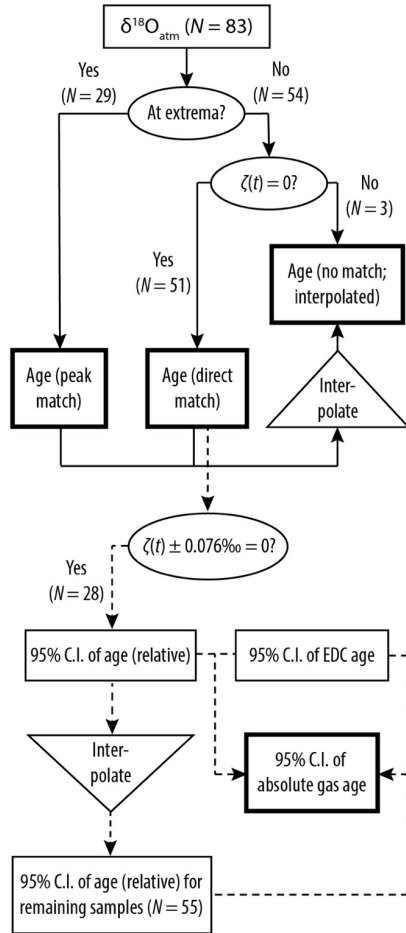 δ¹⁸Oₐₜₘ (N = 83)
Yes
(N = 29)
No
(N = 54)
At extrema?
ζ(t) = 0?
No
(N = 3)
Yes
(N = 51)
Age (no match;
interpolated)
Age (peak
match)
Age (direct
match)
Inter-
polate
ζ(t) ± 0.076‰ = 0?
Yes
(N = 28)
95% C.I. of age (relative)
95% C.I. of EDC age
Inter-
polate
95% C.I. of
absolute gas age
95% C.I. of age (relative) for
remaining samples (N = 55)